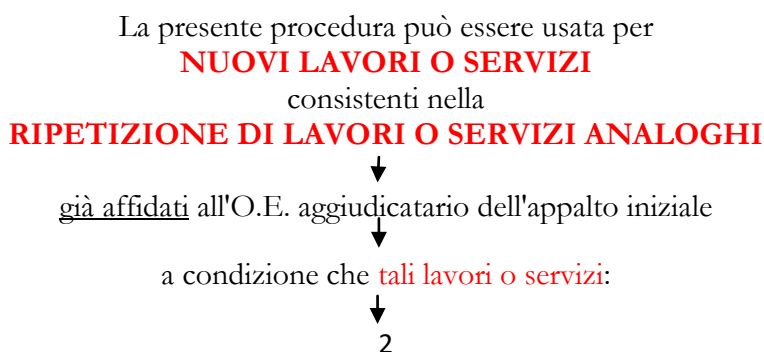 La presente procedura può essere usata per
NUOVI LAVORI O SERVIZI
consistenti nella
RIPETIZIONE DI LAVORI O SERVIZI ANALOGHI
già affidati all'O.E. aggiudicatario dell'appalto iniziale
a condizione che tali lavori o servizi:
2